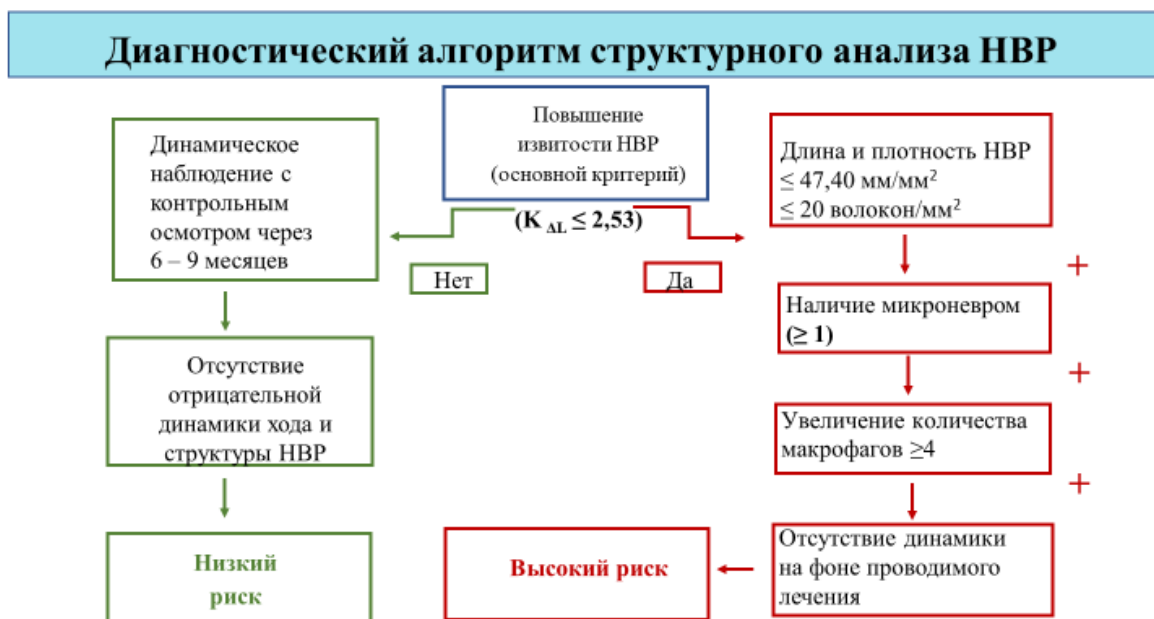 Диагностический алгоритм структурного анализа НВР
Повышение
извитости НВР
(основной критерий)
(K ΔL ≤ 2,53)
Нет
Да
Динамическое
наблюдение с
контрольным
осмотром через
6 – 9 месяцев
Отсутствие
отрицательной
динамики хода и
структуры НВР
Низкий
риск
Длина и плотность НВР
≤ 47,40 мм/мм²
≤ 20 волокон/мм²
+
Наличие микроневром
(≥ 1)
+
Увеличение количества
макрофагов ≥4
+
Отсутствие динамики
на фоне проводимого
лечения
Высокий риск